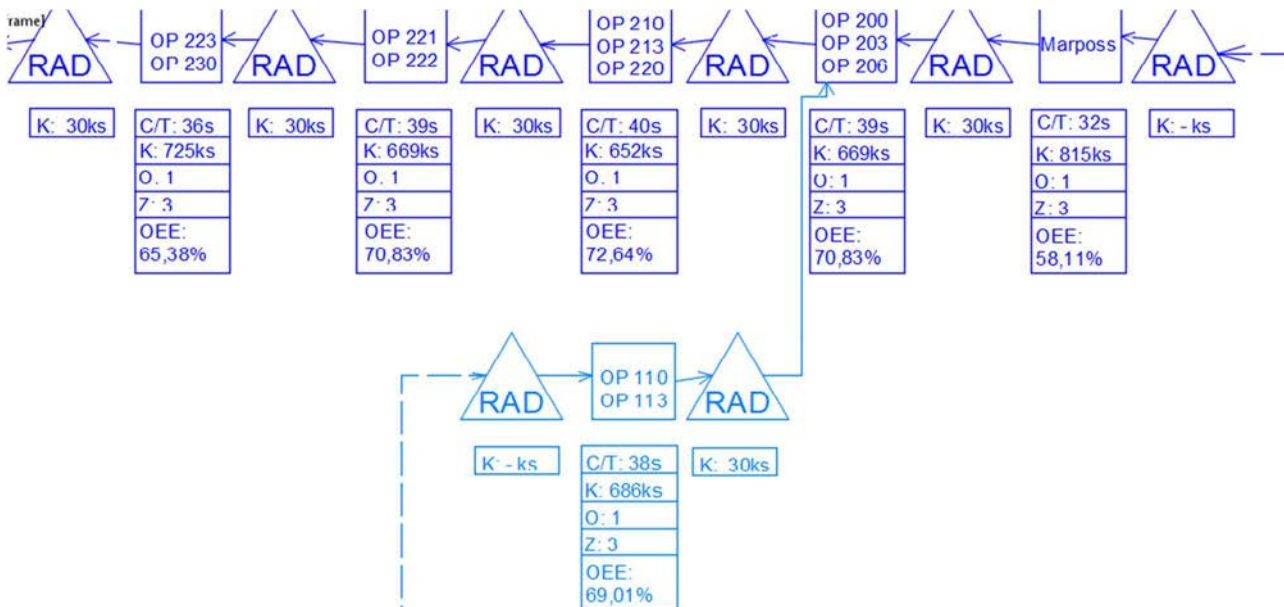 rame]
RAD
OP 223
OP 230
RAD
OP 221
OP 222
RAD
OP 210
OP 213
OP 220
RAD
OP 200
OP 203
OP 206
RAD
Marposs
RAD
K: 30ks
C/T: 36s
K: 725ks
O. 1
Z: 3
OEE:
65,38%
K: 30ks
C/T: 39s
K: 669ks
O. 1
Z: 3
OEE:
70,83%
K: 30ks
C/T: 40s
K: 652ks
O. 1
Z: 3
OEE:
72,64%
K: 30ks
C/T: 39s
K: 669ks
O: 1
Z: 3
OEE:
70,83%
K: 30ks
C/T: 32s
K: 815ks
O: 1
Z: 3
OEE:
58,11%
K: - ks
RAD
OP 110
OP 113
RAD
K: - ks
C/T: 38s
K: 686ks
O: 1
Z: 3
OEE:
69,01%
K: 30ks